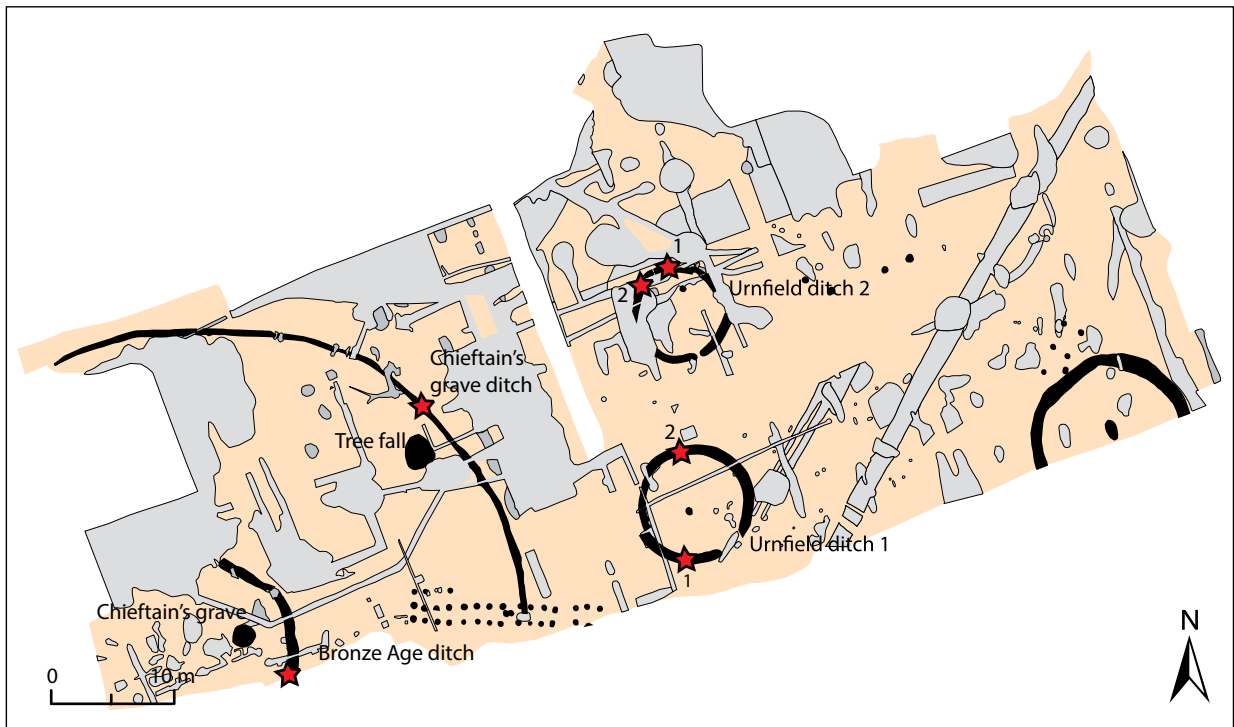 1
2
Urnfield ditch 2
Chieftain's
grave ditch
Tree fall
2
Urnfield ditch 1
1
Chieftain's grave
Bronze Age ditch
0
10 m
N